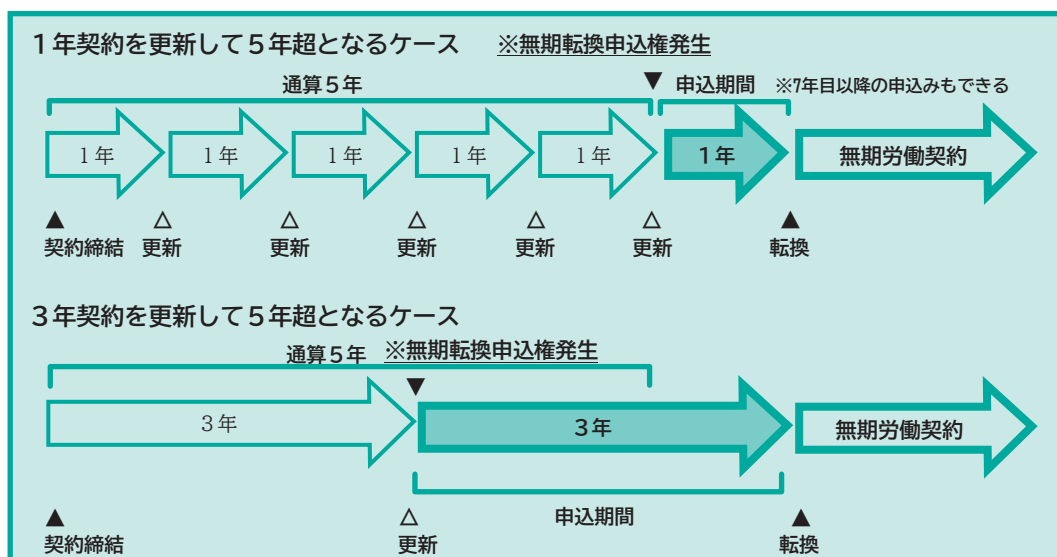 １年契約を更新して５年超となるケース ※無期転換申込権発生
通算５年 ▼ 申込期間 ※7年目以降の申込みもできる
１年 １年 １年 １年 １年 １年 無期労働契約
▲ △ △ △ △ △ ▲
契約締結 更新 更新 更新 更新 更新 転換
３年契約を更新して５年超となるケース
通算５年 ※無期転換申込権発生
▼
３年 ３年 無期労働契約
申込期間
▲ △ ▲
契約締結 更新 転換